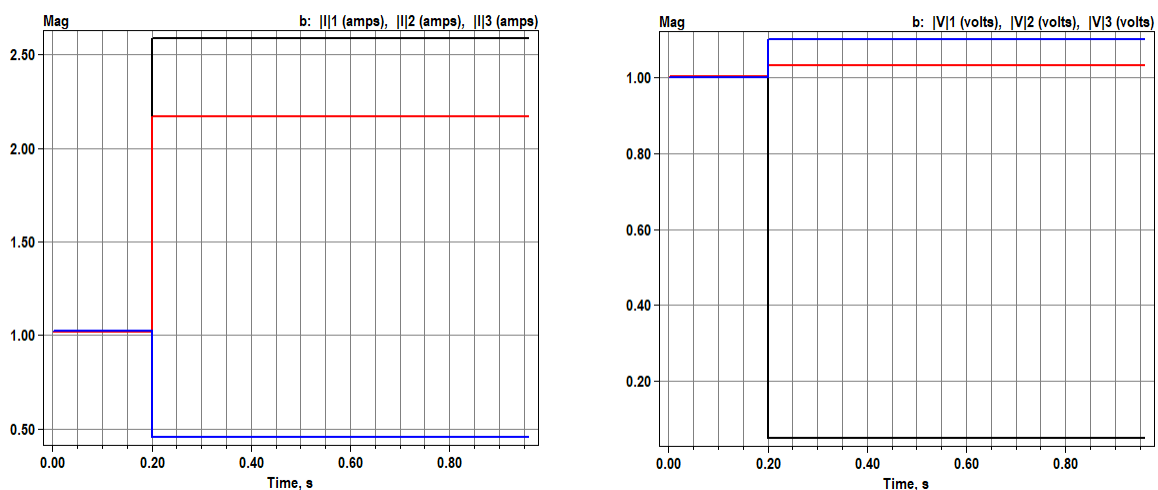 Mag b: |I|1 (amps), |I|2 (amps), |I|3 (amps)
2.50
2.00
1.50
1.00
0.50
0.00 0.20 0.40 0.60 0.80
Time, s
Mag b: |V|1 (volts), |V|2 (volts), |V|3 (volts)
1.00
0.80
0.60
0.40
0.20
0.00 0.20 0.40 0.60 0.80
Time, s